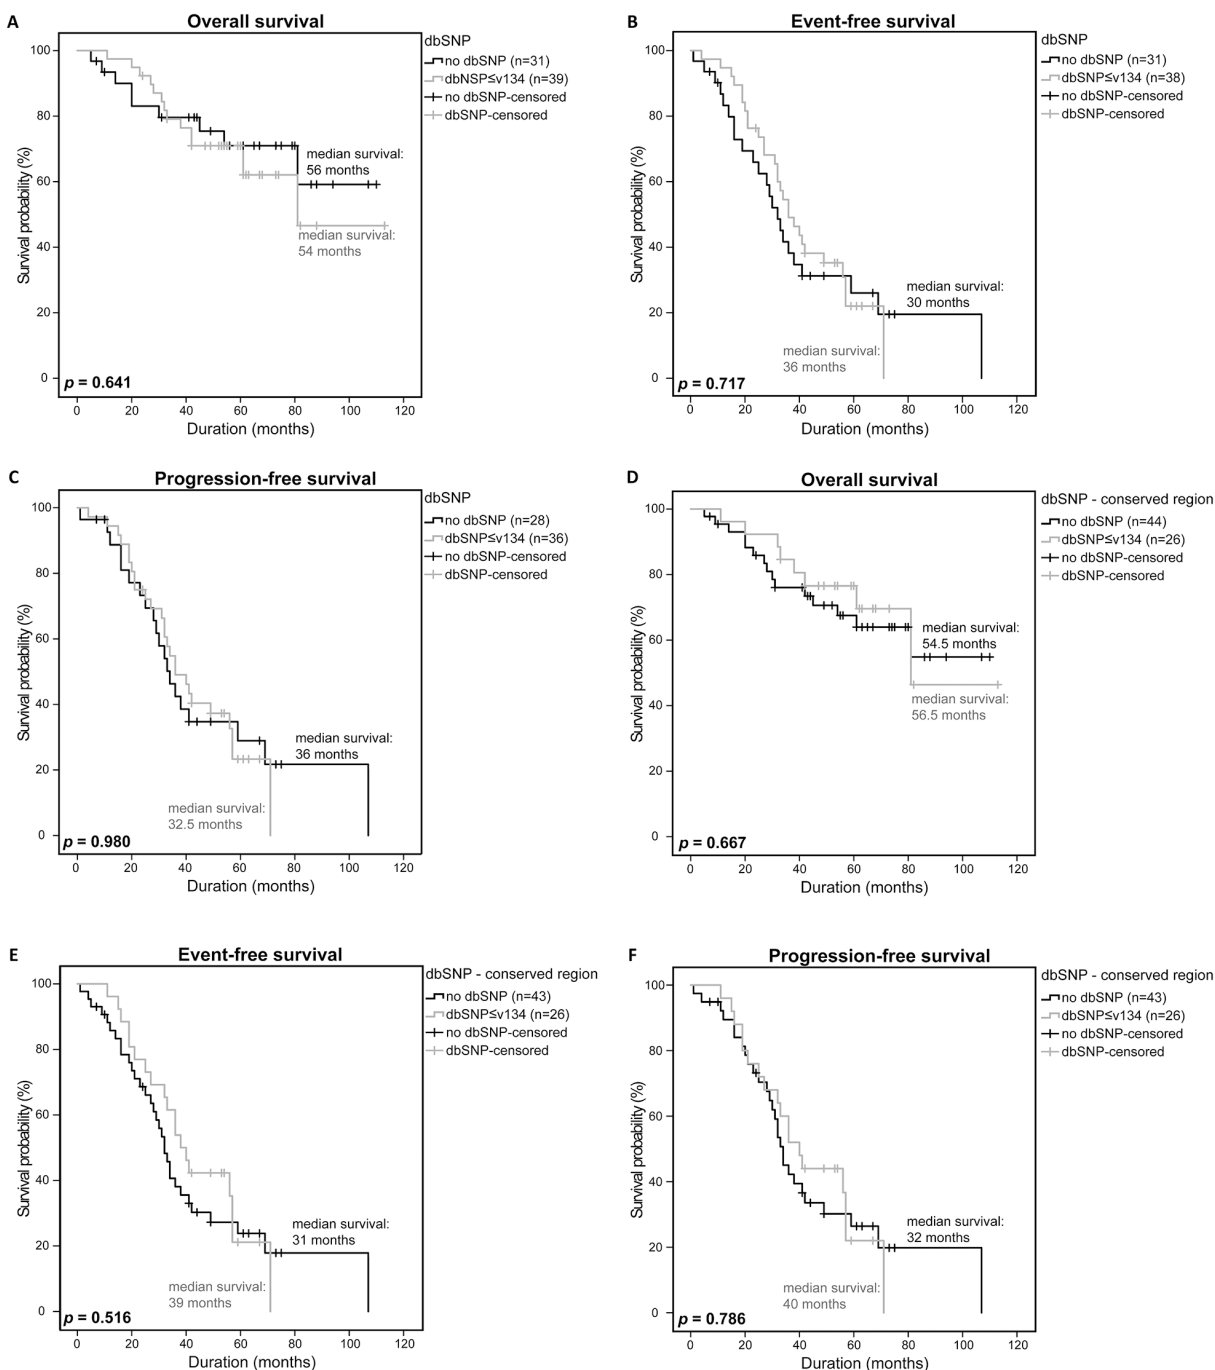 A
Overall survival
dbSNP
no dbSNP (n=31)
dbNSP≤v134 (n=39)
no dbSNP-censored
dbSNP-censored
100
80
60
40
20
0
Survival probability (%)
median survival:
56 months
median survival:
54 months
p = 0.641
0 20 40 60 80 100 120
Duration (months)
B
Event-free survival
dbSNP
no dbSNP (n=31)
dbSNP≤v134 (n=38)
no dbSNP-censored
dbSNP-censored
100
80
60
40
20
0
Survival probability (%)
median survival:
30 months
median survival:
36 months
p = 0.717
0 20 40 60 80 100 120
Duration (months)
C
Progression-free survival
dbSNP
no dbSNP (n=28)
dbSNP≤v134 (n=36)
no dbSNP-censored
dbSNP-censored
100
80
60
40
20
0
Survival probability (%)
median survival:
36 months
median survival:
32.5 months
p = 0.980
0 20 40 60 80 100 120
Duration (months)
D
Overall survival
dbSNP - conserved region
no dbSNP (n=44)
dbSNP≤v134 (n=26)
no dbSNP-censored
dbSNP-censored
100
80
60
40
20
0
Survival probability (%)
median survival:
54.5 months
median survival:
56.5 months
p = 0.667
0 20 40 60 80 100 120
Duration (months)
E
Event-free survival
dbSNP - conserved region
no dbSNP (n=43)
dbSNP≤v134 (n=26)
no dbSNP-censored
dbSNP-censored
100
80
60
40
20
0
Survival probability (%)
median survival:
31 months
median survival:
39 months
p = 0.516
0 20 40 60 80 100 120
Duration (months)
F
Progression-free survival
dbSNP - conserved region
no dbSNP (n=43)
dbSNP≤v134 (n=26)
no dbSNP-censored
dbSNP-censored
100
80
60
40
20
0
Survival probability (%)
median survival:
32 months
median survival:
40 months
p = 0.786
0 20 40 60 80 100 120
Duration (months)